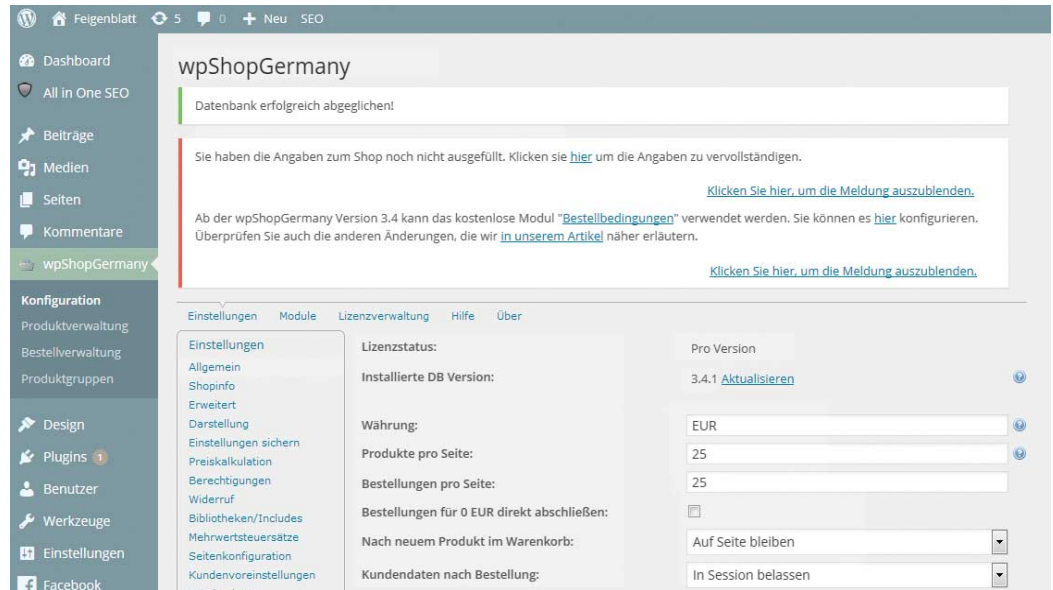 Feigenblatt 5 0 + Neu SEO
Dashboard
All in One SEO
Beiträge
Medien
Seiten
Kommentare
wpShopGermany
Konfiguration
Produktverwaltung
Bestellverwaltung
Produktgruppen
Design
Plugins 1
Benutzer
Werkzeuge
Einstellungen
Facebook
wpShopGermany
Datenbank erfolgreich abgeglichen!
Sie haben die Angaben zum Shop noch nicht ausgefüllt. Klicken sie hier um die Angaben zu vervollständigen.
Klicken Sie hier, um die Meldung auszublenden.
Ab der wpShopGermany Version 3.4 kann das kostenlose Modul "Bestellbedingungen" verwendet werden. Sie können es hier konfigurieren.
Überprüfen Sie auch die anderen Änderungen, die wir in unserem Artikel näher erläutern.
Klicken Sie hier, um die Meldung auszublenden.
Einstellungen Module Lizenzverwaltung Hilfe Über
Einstellungen
Allgemein
Shopinfo
Erweitert
Darstellung
Einstellungen sichern
Preiskalkulation
Berechtigungen
Widerruf
Bibliotheken/Includes
Mehrwertsteuersätze
Seitenkonfiguration
Kundenvoreinstellungen
Lizenzstatus: Pro Version
Installierte DB Version: 3.4.1 Aktualisieren
Währung: EUR
Produkte pro Seite: 25
Bestellungen pro Seite: 25
Bestellungen für 0 EUR direkt abschließen:
Nach neuem Produkt im Warenkorb: Auf Seite bleiben
Kundendaten nach Bestellung: In Session belassen